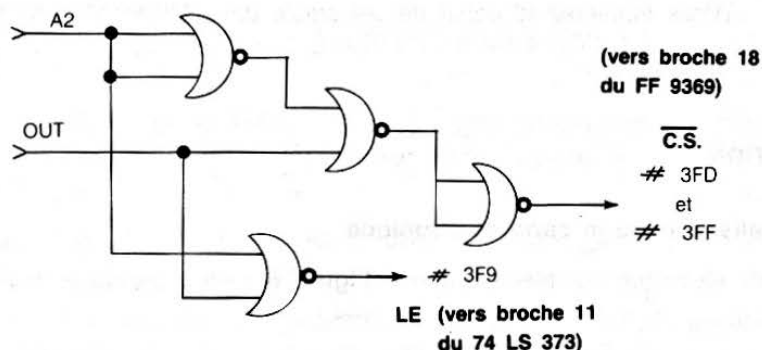 A2
(vers broche 18
du FF 9369)
OUT
C.S.
# 3FD
et
# 3FF
# 3F9
LE (vers broche 11
du 74 LS 373)